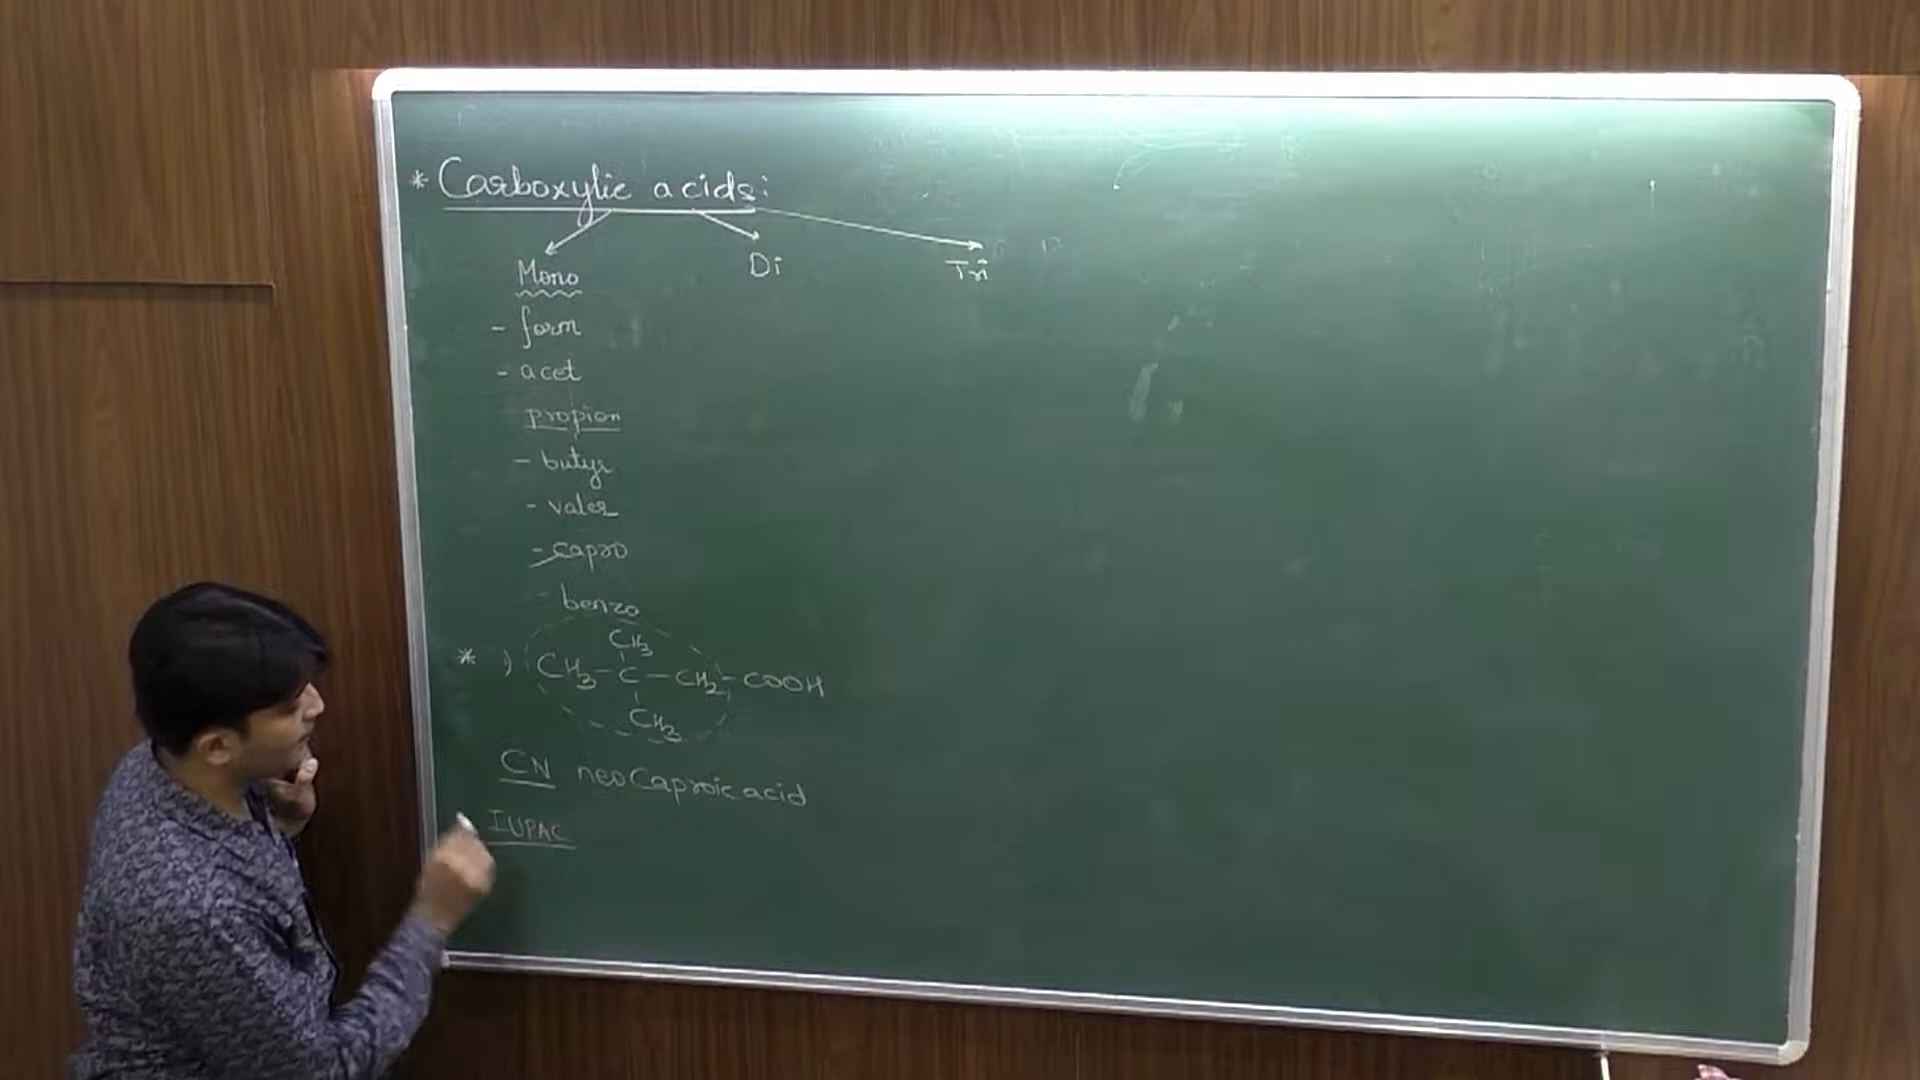 * Carboxylic acids:
Mono Di Tri
- form
- acet
propion
- butyr
- valer
- capro
- benzo
CH3
* ) CH3 - C - CH2 - COOH
CH3
CN neoCaproic acid
IUPAC